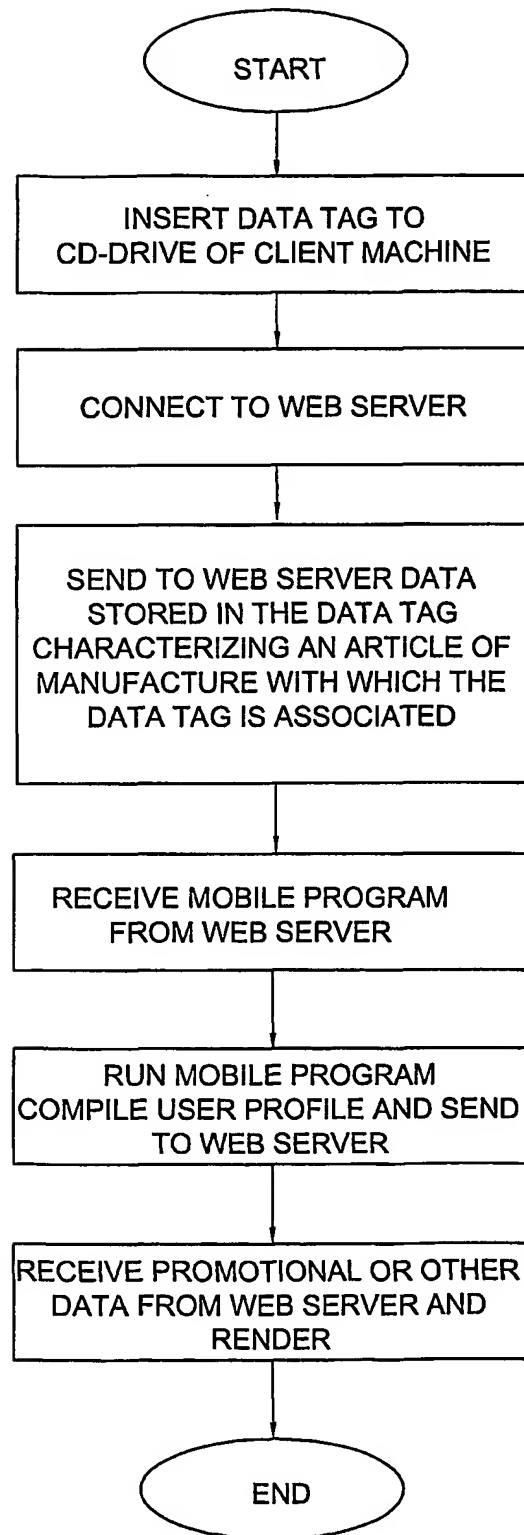 START
INSERT DATA TAG TO
CD-DRIVE OF CLIENT MACHINE
CONNECT TO WEB SERVER
SEND TO WEB SERVER DATA
STORED IN THE DATA TAG
CHARACTERIZING AN ARTICLE OF
MANUFACTURE WITH WHICH THE
DATA TAG IS ASSOCIATED
RECEIVE MOBILE PROGRAM
FROM WEB SERVER
RUN MOBILE PROGRAM
COMPILE USER PROFILE AND SEND
TO WEB SERVER
RECEIVE PROMOTIONAL OR OTHER
DATA FROM WEB SERVER AND
RENDER
END